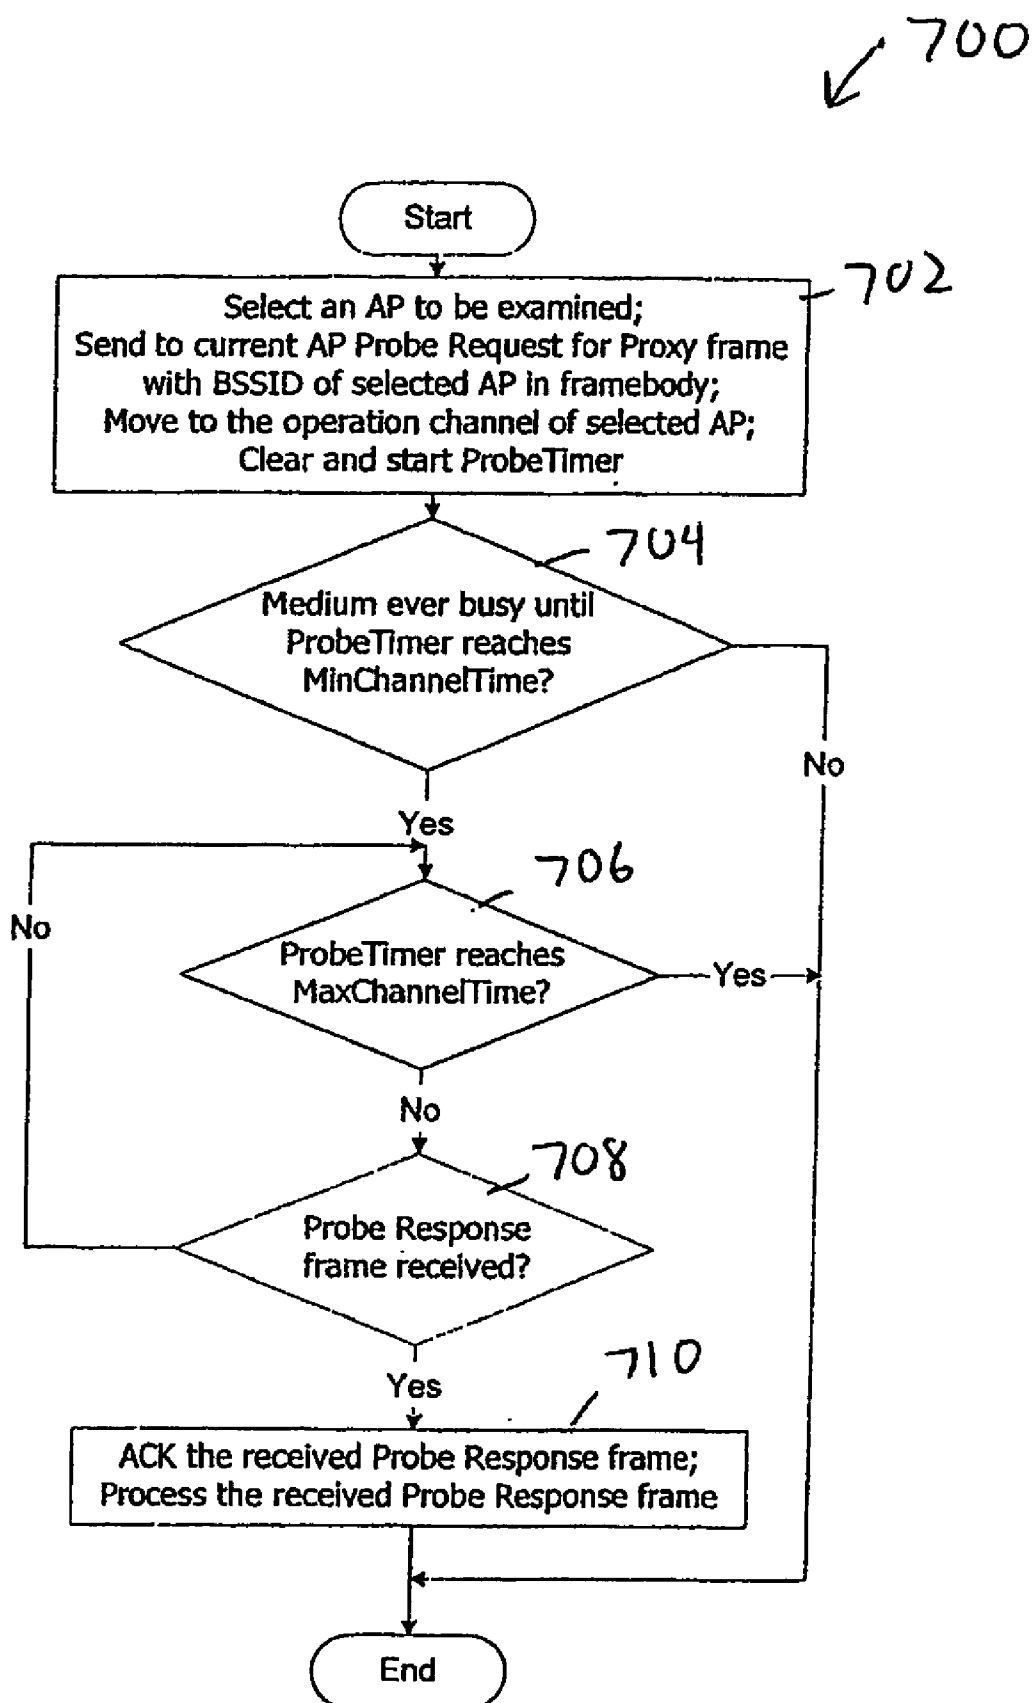 700
Start
702
Select an AP to be examined;
Send to current AP Probe Request for Proxy frame
with BSSID of selected AP in framebody;
Move to the operation channel of selected AP;
Clear and start ProbeTimer
704
Medium ever busy until
ProbeTimer reaches
MinChannelTime?
No
Yes
706
No
ProbeTimer reaches
MaxChannelTime?
Yes
No
708
Probe Response
frame received?
710
Yes
ACK the received Probe Response frame;
Process the received Probe Response frame
End